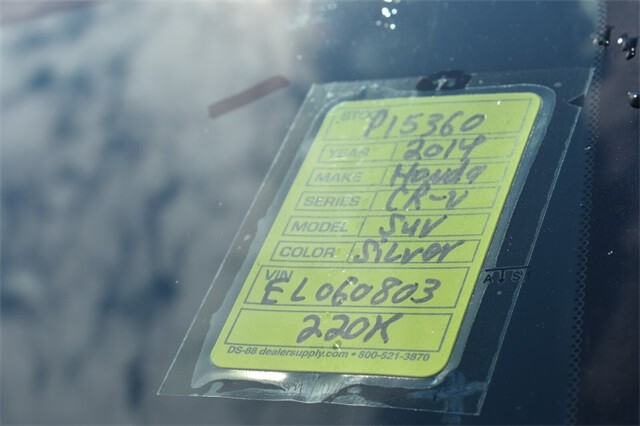 STOCK P15360
YEAR 2014
MAKE Honda
SERIES CR-V
MODEL SUV
COLOR Silver
VIN
EL060803
220K
DS-88 dealersupply.com • 800-521-3870
AS